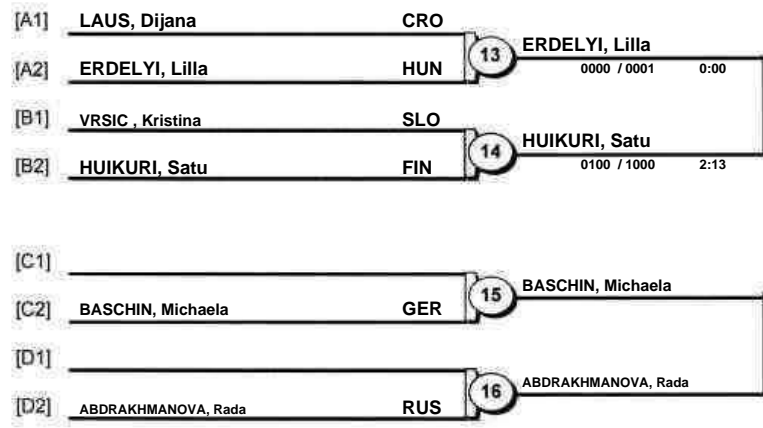 [A1] LAUS, Dijana CRO
13 ERDELYI, Lilla
[A2] ERDELYI, Lilla HUN
0000 / 0001 0:00
[B1] VRSIC , Kristina SLO
14 HUIKURI, Satu
[B2] HUIKURI, Satu FIN
0100 / 1000 2:13
[C1]
15 BASCHIN, Michaela
[C2] BASCHIN, Michaela GER
[D1]
16 ABDRAKHMANOVA, Rada
[D2] ABDRAKHMANOVA, Rada RUS